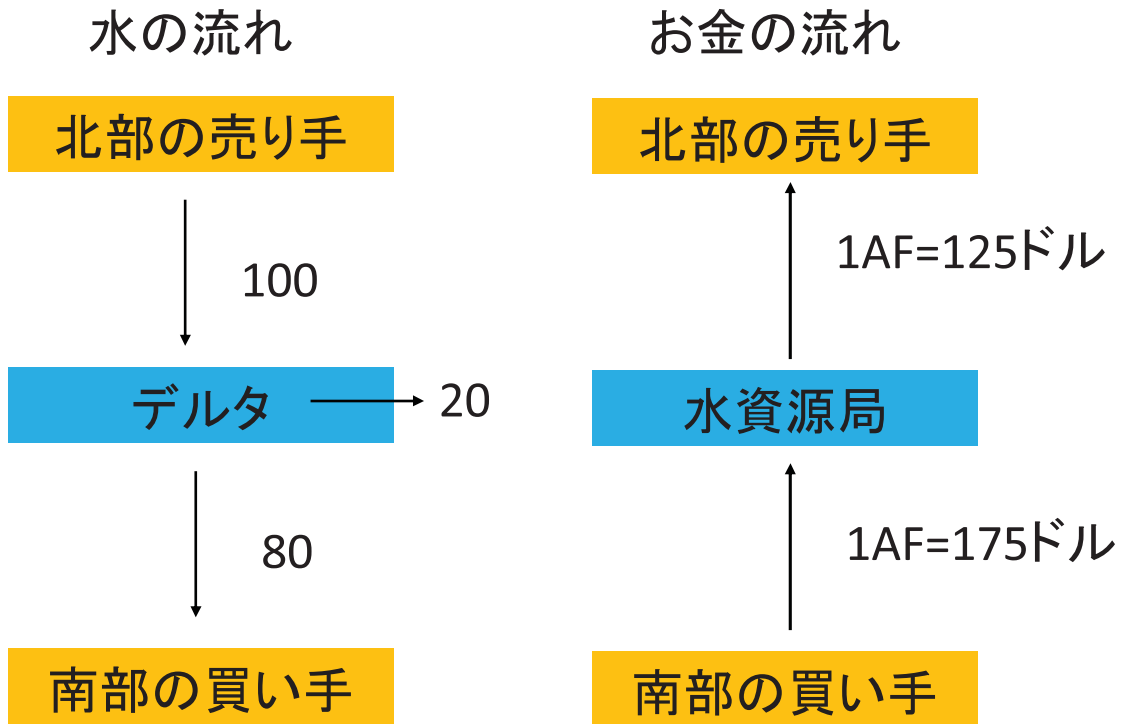 水の流れ
北部の売り手
100
デルタ
20
80
南部の買い手
お金の流れ
北部の売り手
1AF=125ドル
水資源局
1AF=175ドル
南部の買い手